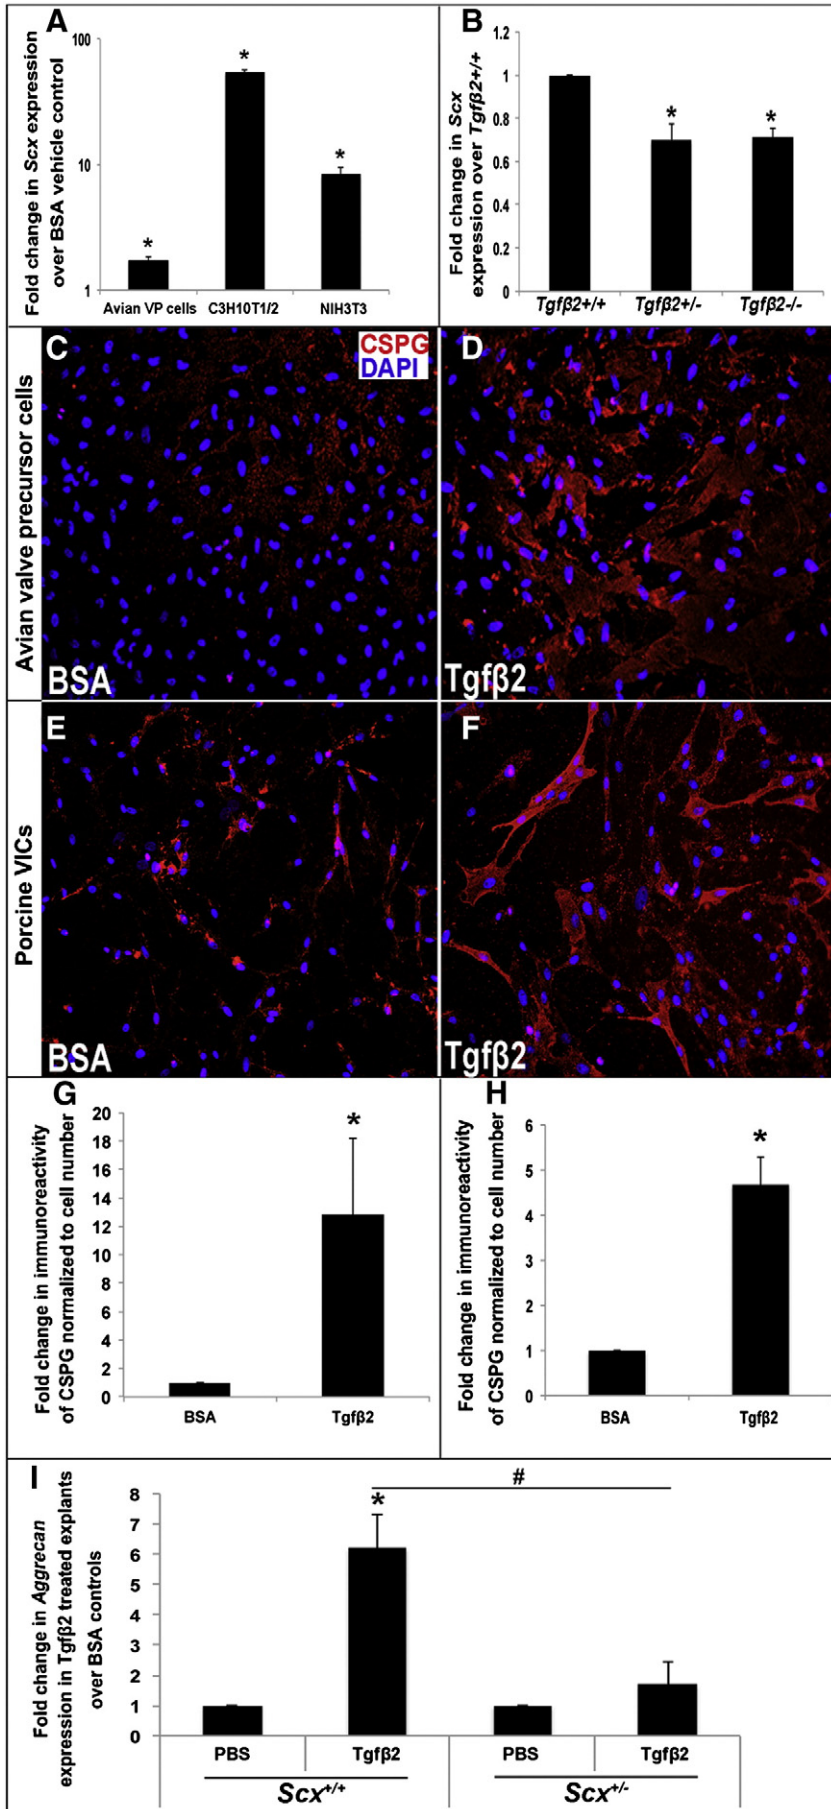 A
Fold change in Scx expression
over BSA vehicle control
100
10
1
*
*
*
Avian VP cells
C3H10T1/2
NIH3T3
B
Fold change in Scx
expression over Tgfβ2+/+
1.2
1
0.8
0.6
0.4
0.2
0
*
*
Tgfβ2+/+
Tgfβ2+/-
Tgfβ2-/-
Avian valve precursor cells
C
CSPG
DAPI
BSA
D
Tgfβ2
Porcine VICs
E
BSA
F
Tgfβ2
G
Fold change in immunoreactivity
of CSPG normalized to cell number
20
18
16
14
12
10
8
6
4
2
0
*
BSA
Tgfβ2
H
Fold change in immunoreactivity
of CSPG normalized to cell number
6
5
4
3
2
1
0
*
BSA
Tgfβ2
I
Fold change in Aggrecan
expression in Tgfβ2 treated explants
over BSA controls
8
7
6
5
4
3
2
1
0
*
#
PBS
Tgfβ2
PBS
Tgfβ2
Scx+/+
Scx+/-